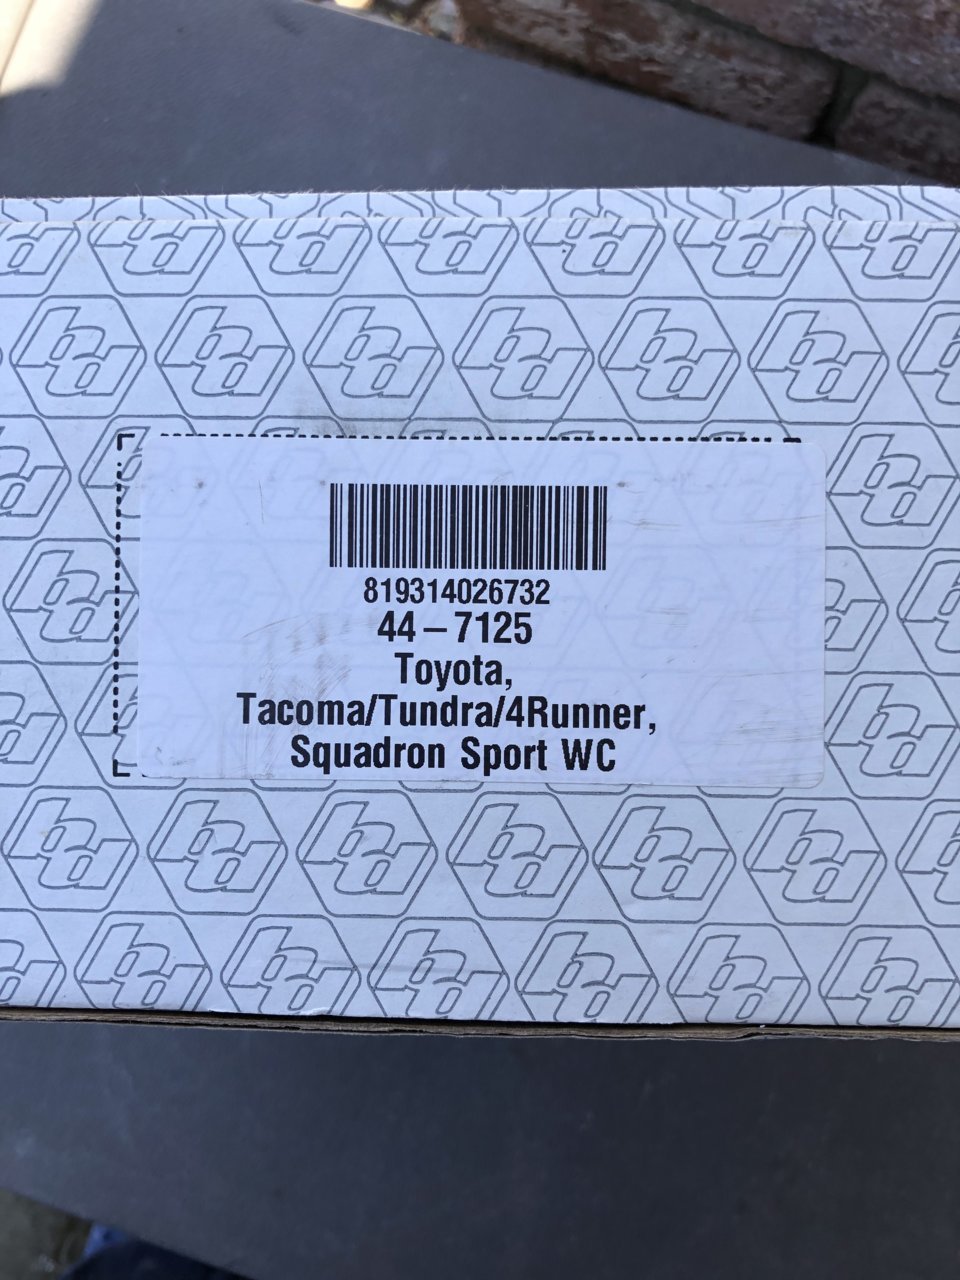 819314026732
44-7125
Toyota,
Tacoma/Tundra/4Runner,
Squadron Sport WC